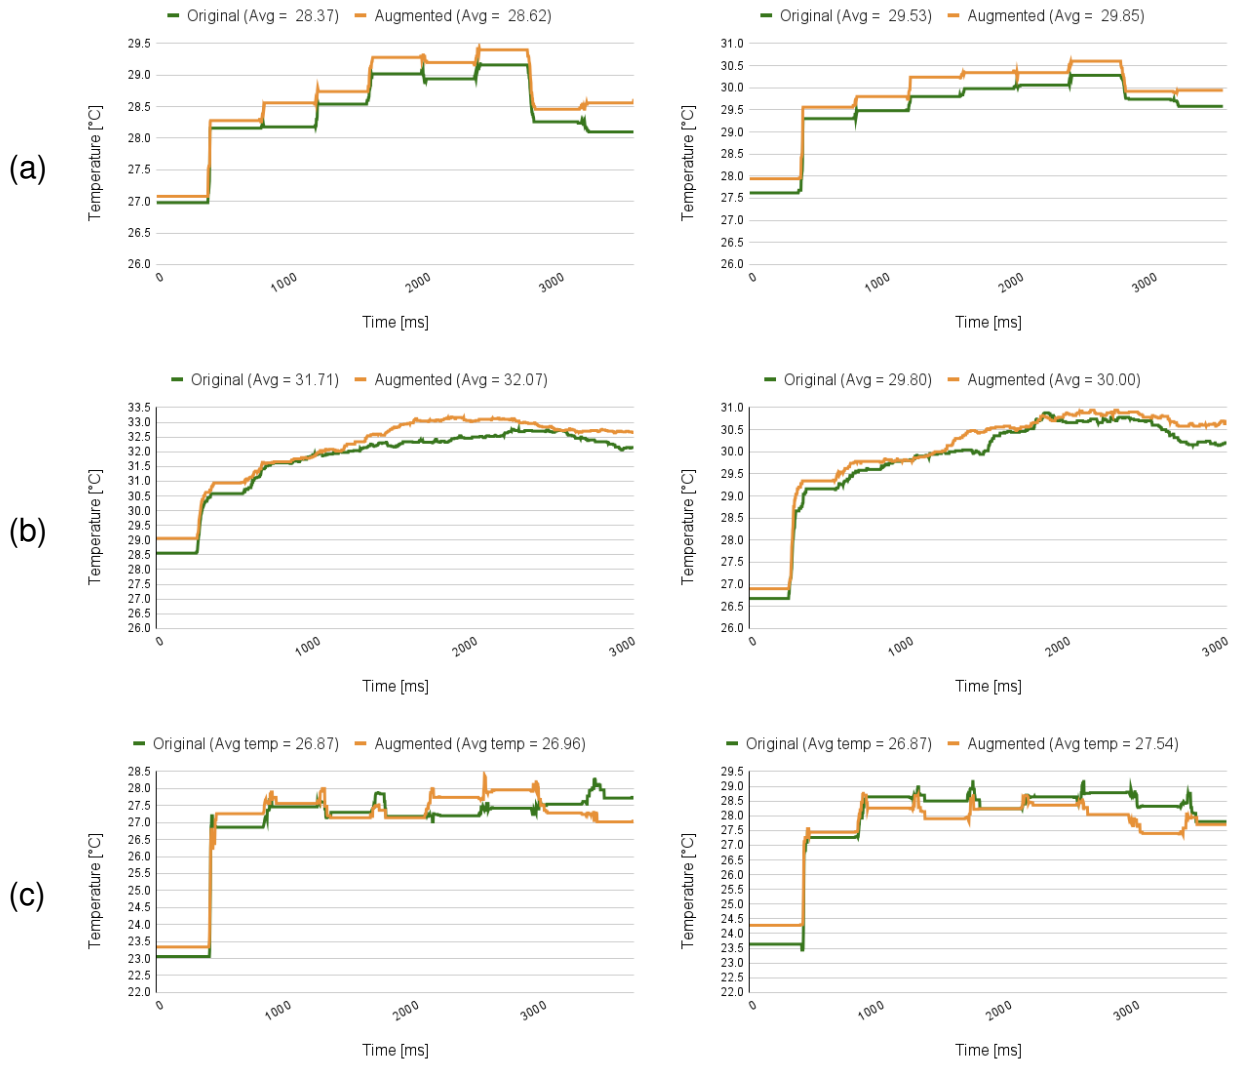 Original (Avg = 28.37) Augmented (Avg = 28.62)
29.5
29.0
28.5
28.0
27.5
27.0
26.5
26.0
Temperature [°C]
0 1000 2000 3000
Time [ms]
Original (Avg = 29.53) Augmented (Avg = 29.85)
31.0
30.5
30.0
29.5
29.0
28.5
28.0
27.5
27.0
26.5
26.0
Temperature [°C]
0 1000 2000 3000
Time [ms]
(a)
Original (Avg = 31.71) Augmented (Avg = 32.07)
33.5
33.0
32.5
32.0
31.5
31.0
30.5
30.0
29.5
29.0
28.5
28.0
27.5
27.0
26.5
26.0
Temperature [°C]
0 1000 2000 3000
Time [ms]
Original (Avg = 29.80) Augmented (Avg = 30.00)
31.0
30.5
30.0
29.5
29.0
28.5
28.0
27.5
27.0
26.5
26.0
Temperature [°C]
0 1000 2000 3000
Time [ms]
(b)
Original (Avg temp = 26.87) Augmented (Avg temp = 26.96)
28.5
28.0
27.5
27.0
26.5
26.0
25.5
25.0
24.5
24.0
23.5
23.0
22.5
22.0
Temperature [°C]
0 1000 2000 3000
Time [ms]
Original (Avg temp = 26.87) Augmented (Avg temp = 27.54)
29.5
29.0
28.5
28.0
27.5
27.0
26.5
26.0
25.5
25.0
24.5
24.0
23.5
23.0
22.5
22.0
Temperature [°C]
0 1000 2000 3000
Time [ms]
(c)